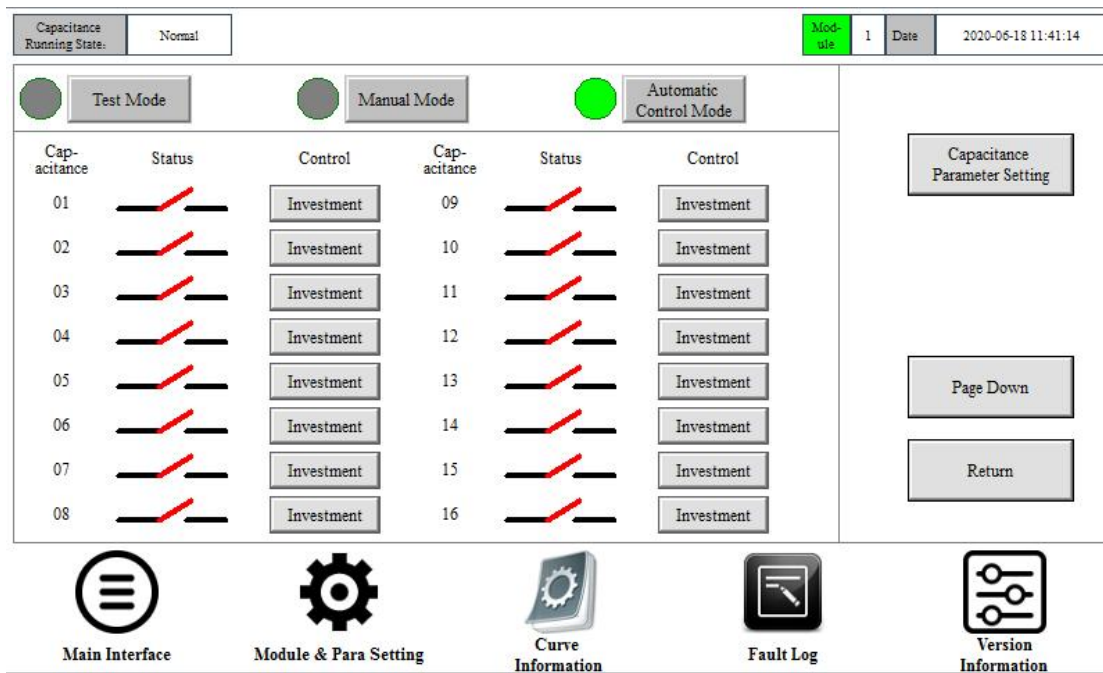 Capacitance
Running State:
Normal
Mod-
ule
1
Date
2020-06-18 11:41:14
Test Mode
Manual Mode
Automatic
Control Mode
Cap-
acitance
Status
Control
Cap-
acitance
Status
Control
01 Investment 09 Investment
02 Investment 10 Investment
03 Investment 11 Investment
04 Investment 12 Investment
05 Investment 13 Investment
06 Investment 14 Investment
07 Investment 15 Investment
08 Investment 16 Investment
Capacitance
Parameter Setting
Page Down
Return
Main Interface
Module & Para Setting
Curve
Information
Fault Log
Version
Information